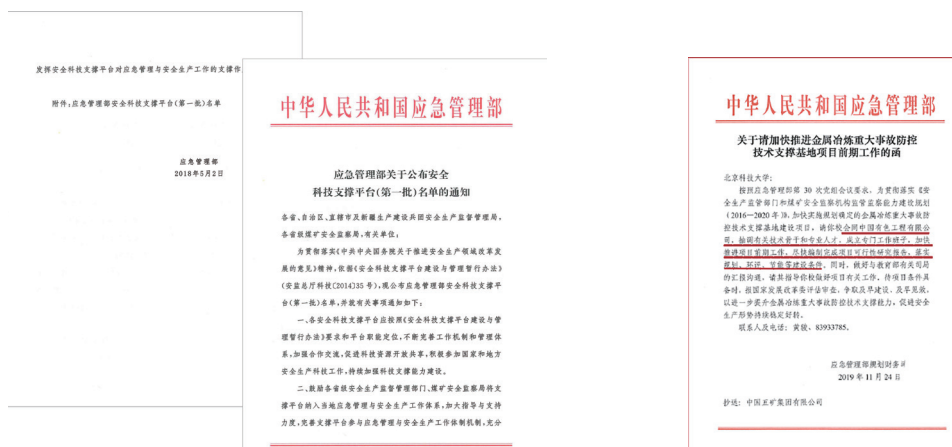 发挥安全科技支撑平台对应急管理与安全生产工作的支撑作
附件:应急管理部安全科技支撑平台(第一批)名单
应急管理部
2018年5月2日
中华人民共和国应急管理部
应急管理部关于公布安全
科技支撑平台(第一批)名单的通知
各省、自治区、直辖市及新疆生产建设兵团安全生产监督管理局,
各省级煤矿安全监察局,有关单位:
为贯彻落实《中共中央国务院关于推进安全生产领域改革发
展的意见》精神,依据《安全科技支撑平台建设与管理暂行办法》
(安监总厅科技[2014]35号),现公布应急管理部安全科技支撑平
台(第一批)名单,并就有关事项通知如下:
一、各安全科技支撑平台应按照《安全科技支撑平台建设与管
理暂行办法》要求和平台职能定位,不断完善工作机制和管理体
系,加强合作交流,促进科技资源开放共享,积极参加国家和地方
安全生产科技工作,持续加强科技支撑能力建设。
二、鼓励各省级安全生产监督管理部门、煤矿安全监察局将支
撑平台纳入当地应急管理与安全生产工作体系,加大指导与支持
力度,完善支撑平台参与应急管理与安全生产工作体制机制,充分
中华人民共和国应急管理部
关于请加快推进金属冶炼重大事故防控
技术支撑基地项目前期工作的函
北京科技大学:
按照应急管理部第 30 次党组会议要求,为贯彻落实《安
全生产监管部门和煤矿安全监察机构监管监察能力建设规划
(2016—2020 年)》,加快实施规划确定的金属冶炼重大事故防
控技术支撑基地建设项目,请你校会同中国有色工程有限公
司,抽调有关技术骨干和专业人才,成立专门工作班子,加快
推进项目前期工作,尽快编制完成项目可行性研究报告,落实
规划、环评、节能等建设条件。同时,做好与教育部有关司局
的汇报沟通,请其指导你校做好项目有关工作。待项目条件具
备时,报国家发展改革委评估审查,争取及早建设、及早见效,
以进一步提升金属冶炼重大事故防控技术支撑能力,促进安全
生产形势持续稳定好转。
联系人及电话:黄骏,83933785。
应急管理部规划财务司
2019 年 11 月 24 日
抄送:中国五矿集团有限公司